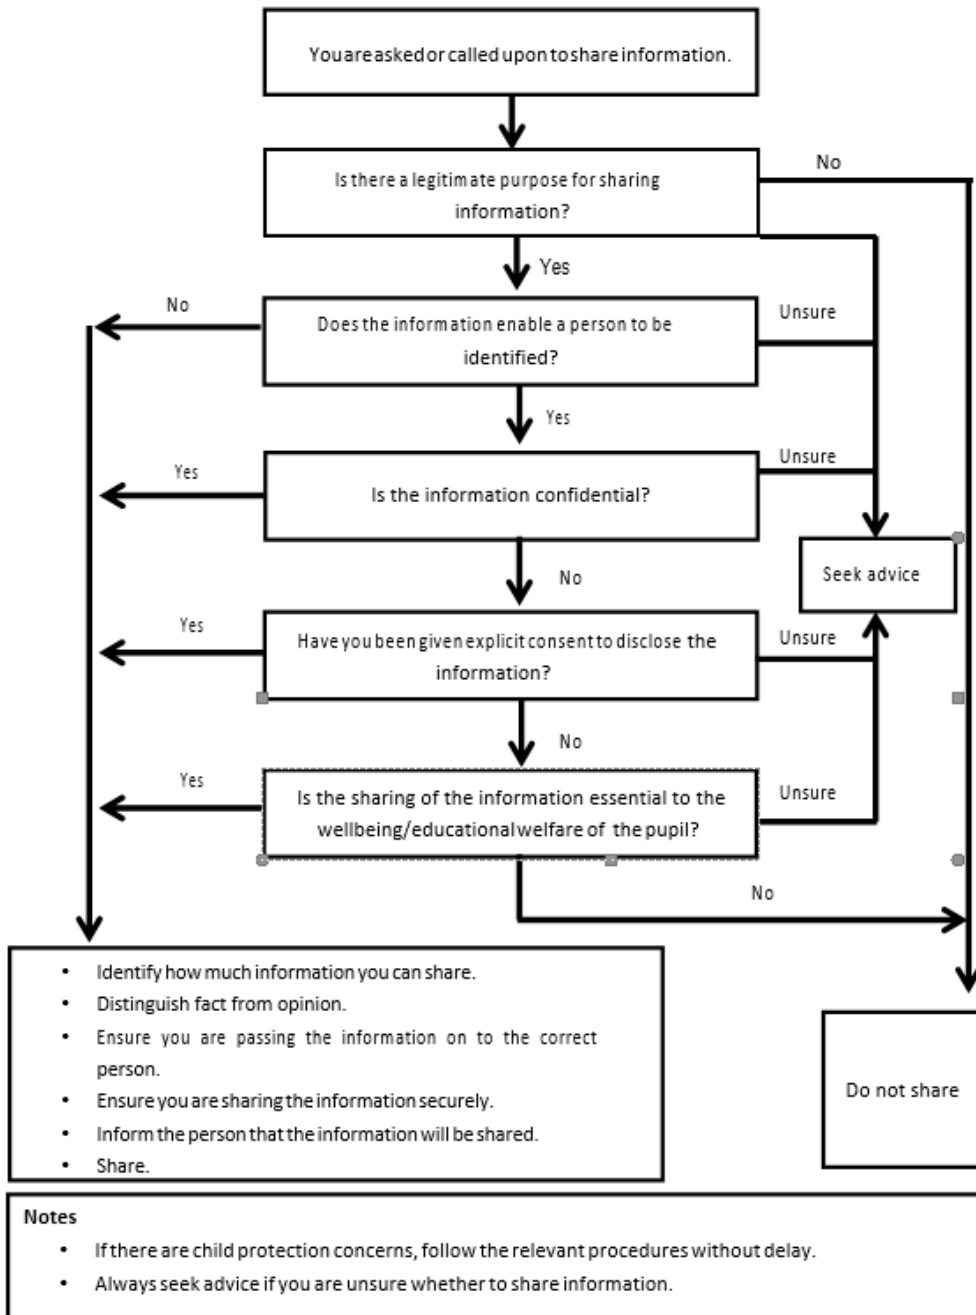 You are asked or called upon to share information.
Is there a legitimate purpose for sharing
information?
No
Yes
No
Does the information enable a person to be
identified?
Unsure
Yes
Yes
Is the information confidential?
Unsure
No
Seek advice
Yes
Have you been given explicit consent to disclose the
information?
Unsure
No
Yes
Is the sharing of the information essential to the
wellbeing/educational welfare of the pupil?
Unsure
No
• Identify how much information you can share.
• Distinguish fact from opinion.
• Ensure you are passing the information on to the correct
person.
• Ensure you are sharing the information securely.
• Inform the person that the information will be shared.
• Share.
Do not share
Notes
• If there are child protection concerns, follow the relevant procedures without delay.
• Always seek advice if you are unsure whether to share information.